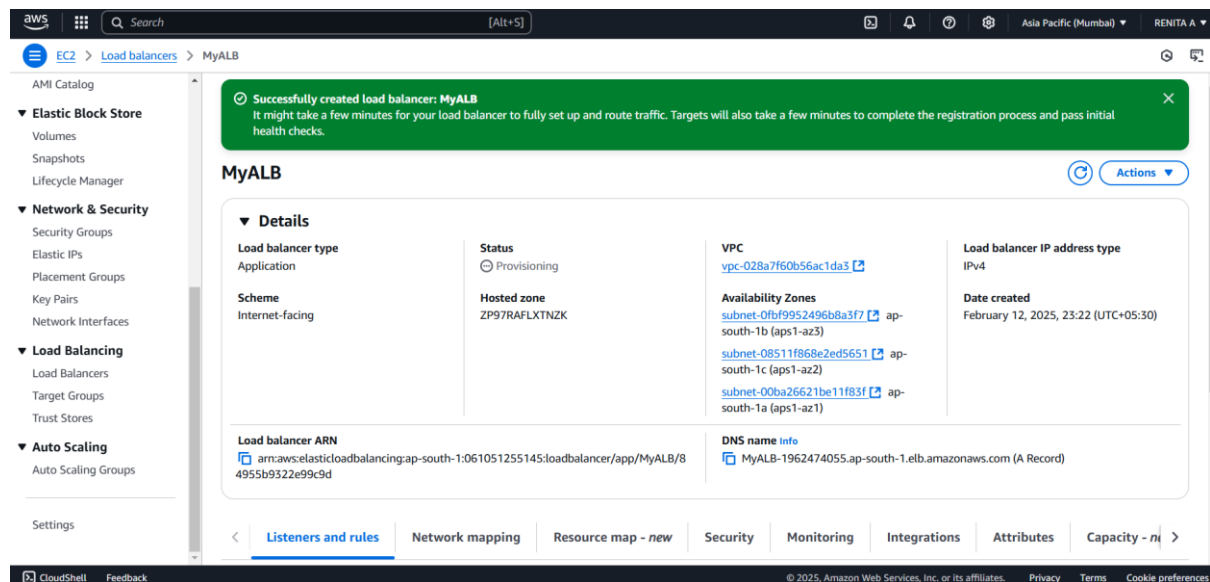 aws
Search
[Alt+S]
Asia Pacific (Mumbai) ▼
RENITA A ▼
EC2 > Load balancers > MyALB
AMI Catalog
▼ Elastic Block Store
Volumes
Snapshots
Lifecycle Manager
▼ Network & Security
Security Groups
Elastic IPs
Placement Groups
Key Pairs
Network Interfaces
▼ Load Balancing
Load Balancers
Target Groups
Trust Stores
▼ Auto Scaling
Auto Scaling Groups
Settings
Successfully created load balancer: MyALB
It might take a few minutes for your load balancer to fully set up and route traffic. Targets will also take a few minutes to complete the registration process and pass initial
health checks.
MyALB
Actions ▼
▼ Details
Load balancer type
Application
Status
Provisioning
VPC
vpc-028a7f60b56ac1da3
Load balancer IP address type
IPv4
Scheme
Internet-facing
Hosted zone
ZP97RAFLXTNZK
Availability Zones
subnet-0fbf9952496b8a3f7 ap-
south-1b (aps1-az3)
subnet-08511f868e2ed5651 ap-
south-1c (aps1-az2)
subnet-00ba26621be11f83f ap-
south-1a (aps1-az1)
Date created
February 12, 2025, 23:22 (UTC+05:30)
Load balancer ARN
arn:aws:elasticloadbalancing:ap-south-1:061051255145:loadbalancer/app/MyALB/8
4955b9322e99c9d
DNS name Info
MyALB-1962474055.ap-south-1.elb.amazonaws.com (A Record)
Listeners and rules
Network mapping
Resource map - new
Security
Monitoring
Integrations
Attributes
Capacity -
CloudShell
Feedback
© 2025, Amazon Web Services, Inc. or its affiliates.
Privacy
Terms
Cookie preferences